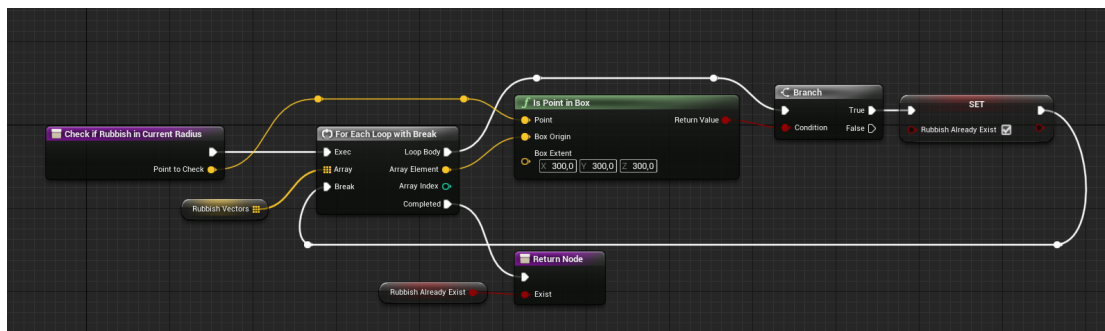 Check if Rubbish in Current Radius
Point to Check
Rubbish Vectors
For Each Loop with Break
Exec
Loop Body
Array
Array Element
Break
Array Index
Completed
f Is Point in Box
Point
Return Value
Box Origin
Box Extent
X 300,0 Y 300,0 Z 300,0
Branch
True
Condition
False
SET
Rubbish Already Exist
Return Node
Rubbish Already Exist
Exist